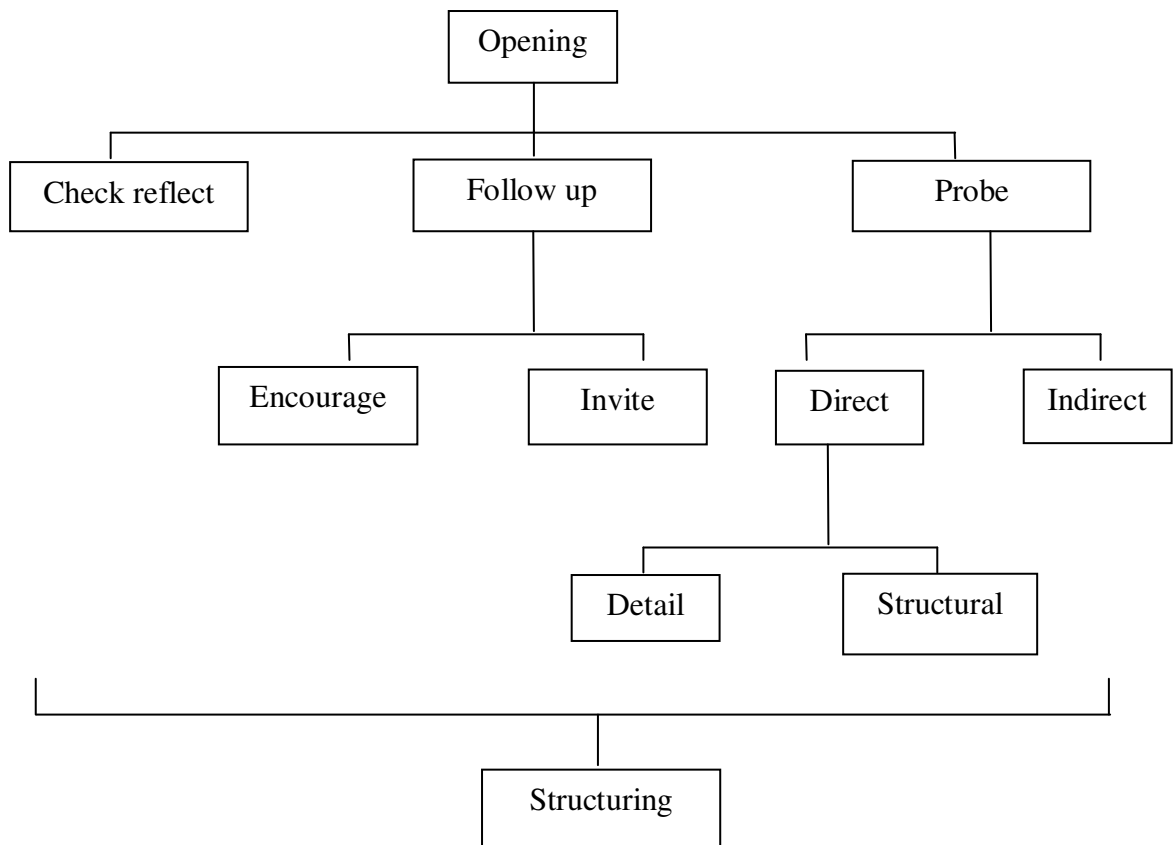 Opening
Check reflect
Follow up
Probe
Encourage
Invite
Direct
Indirect
Detail
Structural
Structuring